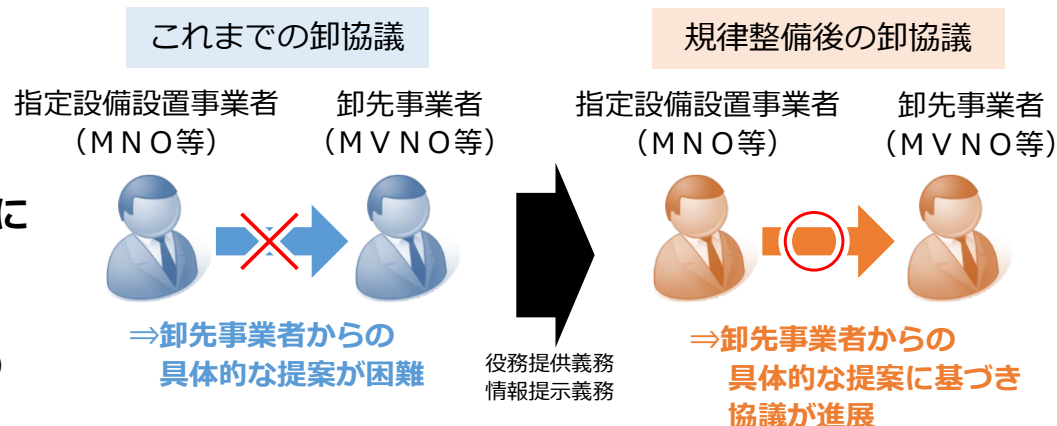 これまでの卸協議
指定設備設置事業者
（ＭＮＯ等）
卸先事業者
（ＭＶＮＯ等）
に
）
⇒卸先事業者からの
具体的な提案が困難
役務提供義務
情報提示義務
規律整備後の卸協議
指定設備設置事業者
（ＭＮＯ等）
卸先事業者
（ＭＶＮＯ等）
⇒卸先事業者からの
具体的な提案に基づき
協議が進展